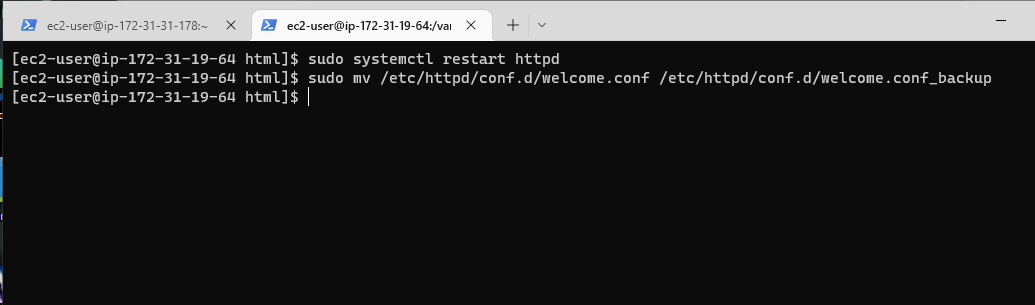 ec2-user@ip-172-31-31-178:~
ec2-user@ip-172-31-19-64:/var
[ec2-user@ip-172-31-19-64 html]$ sudo systemctl restart httpd
[ec2-user@ip-172-31-19-64 html]$ sudo mv /etc/httpd/conf.d/welcome.conf /etc/httpd/conf.d/welcome.conf_backup
[ec2-user@ip-172-31-19-64 html]$